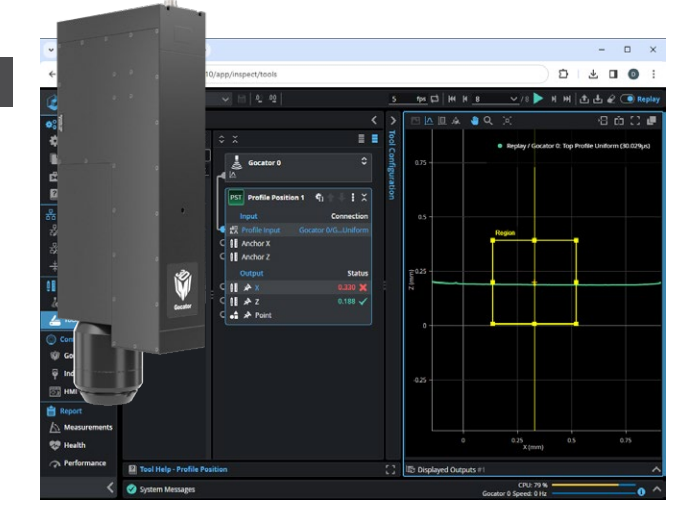 10/app/inspect/tools
5 fps 8 / 8 Replay
Gocator 0
Tool Configuration
PST Profile Position 1
Input Connection
Profile Input Gocator 0/G...Uniform
Anchor X
Anchor Z
Output Status
X 0.330
Z 0.188
Point
Replay / Gocator 0: Top Profile Uniform (30.029μs)
0.75
0.5
Region
Z (mm)
0.25
0
0.25
0 0.25 0.5 0.75
X (mm)
Gocator
Con
Go
Ind
HMI
Report
Measurements
Health
Performance
Tool Help - Profile Position
Displayed Outputs #1
System Messages
CPU: 79 %
Gocator 0 Speed: 0 Hz